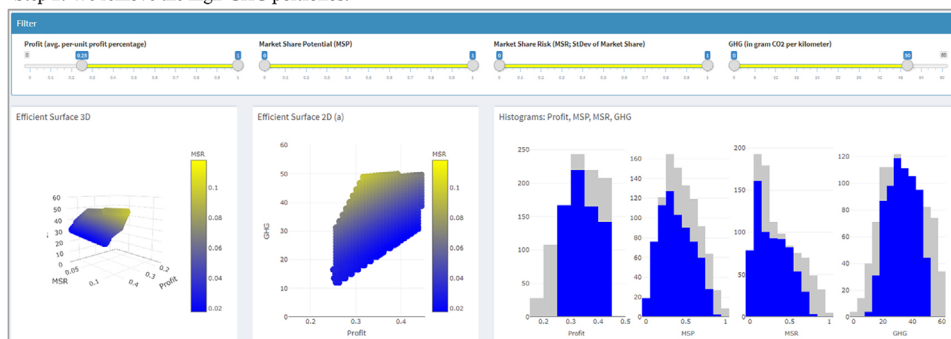 Filter
Profit (avg. per-unit profit percentage)
Market Share Potential (MSP)
Market Share Risk (MSR; StDev of Market Share)
GHG (in gram CO2 per kilometer)
0 0.25 1
0 1
0 1
0 50 60
Efficient Surface 3D
Efficient Surface 2D (a)
Histograms: Profit, MSP, MSR, GHG
MSR
0.1
0.08
0.06
0.04
0.02
60
50
40
30
20
10
0
0.05
0.1
MSR
0.4
0.3
0.2
Profit
MSR
0.1
0.08
0.06
0.04
0.02
60
50
40
30
20
10
0
GHG
0.2 0.3 0.4
Profit
250
200
150
100
50
0
0.2 0.3 0.4 0.5
Profit
160
140
120
100
80
60
40
20
0
0 0.5 1
MSP
200
150
100
50
0
0 0.5 1
MSR
120
100
80
60
40
20
0
0 20 40 60
GHG